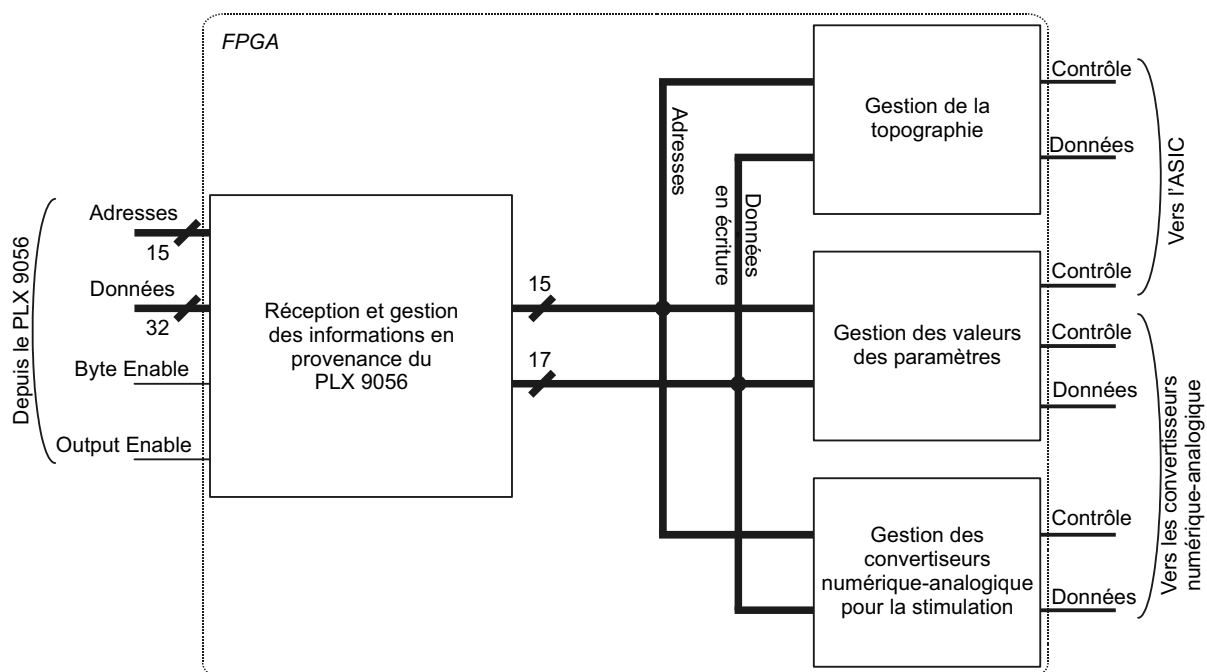 FPGA
Depuis le PLX 9056
Adresses
15
Données
32
Byte Enable
Output Enable
Réception et gestion
des informations en
provenance du
PLX 9056
15
17
Adresses
Données
en écriture
Gestion de la
topographie
Contrôle
Données
Vers l'ASIC
Gestion des valeurs
des paramètres
Contrôle
Contrôle
Données
Vers les convertisseurs
numérique-analogique
Gestion des
convertiseurs
numérique-analogique
pour la stimulation
Contrôle
Données